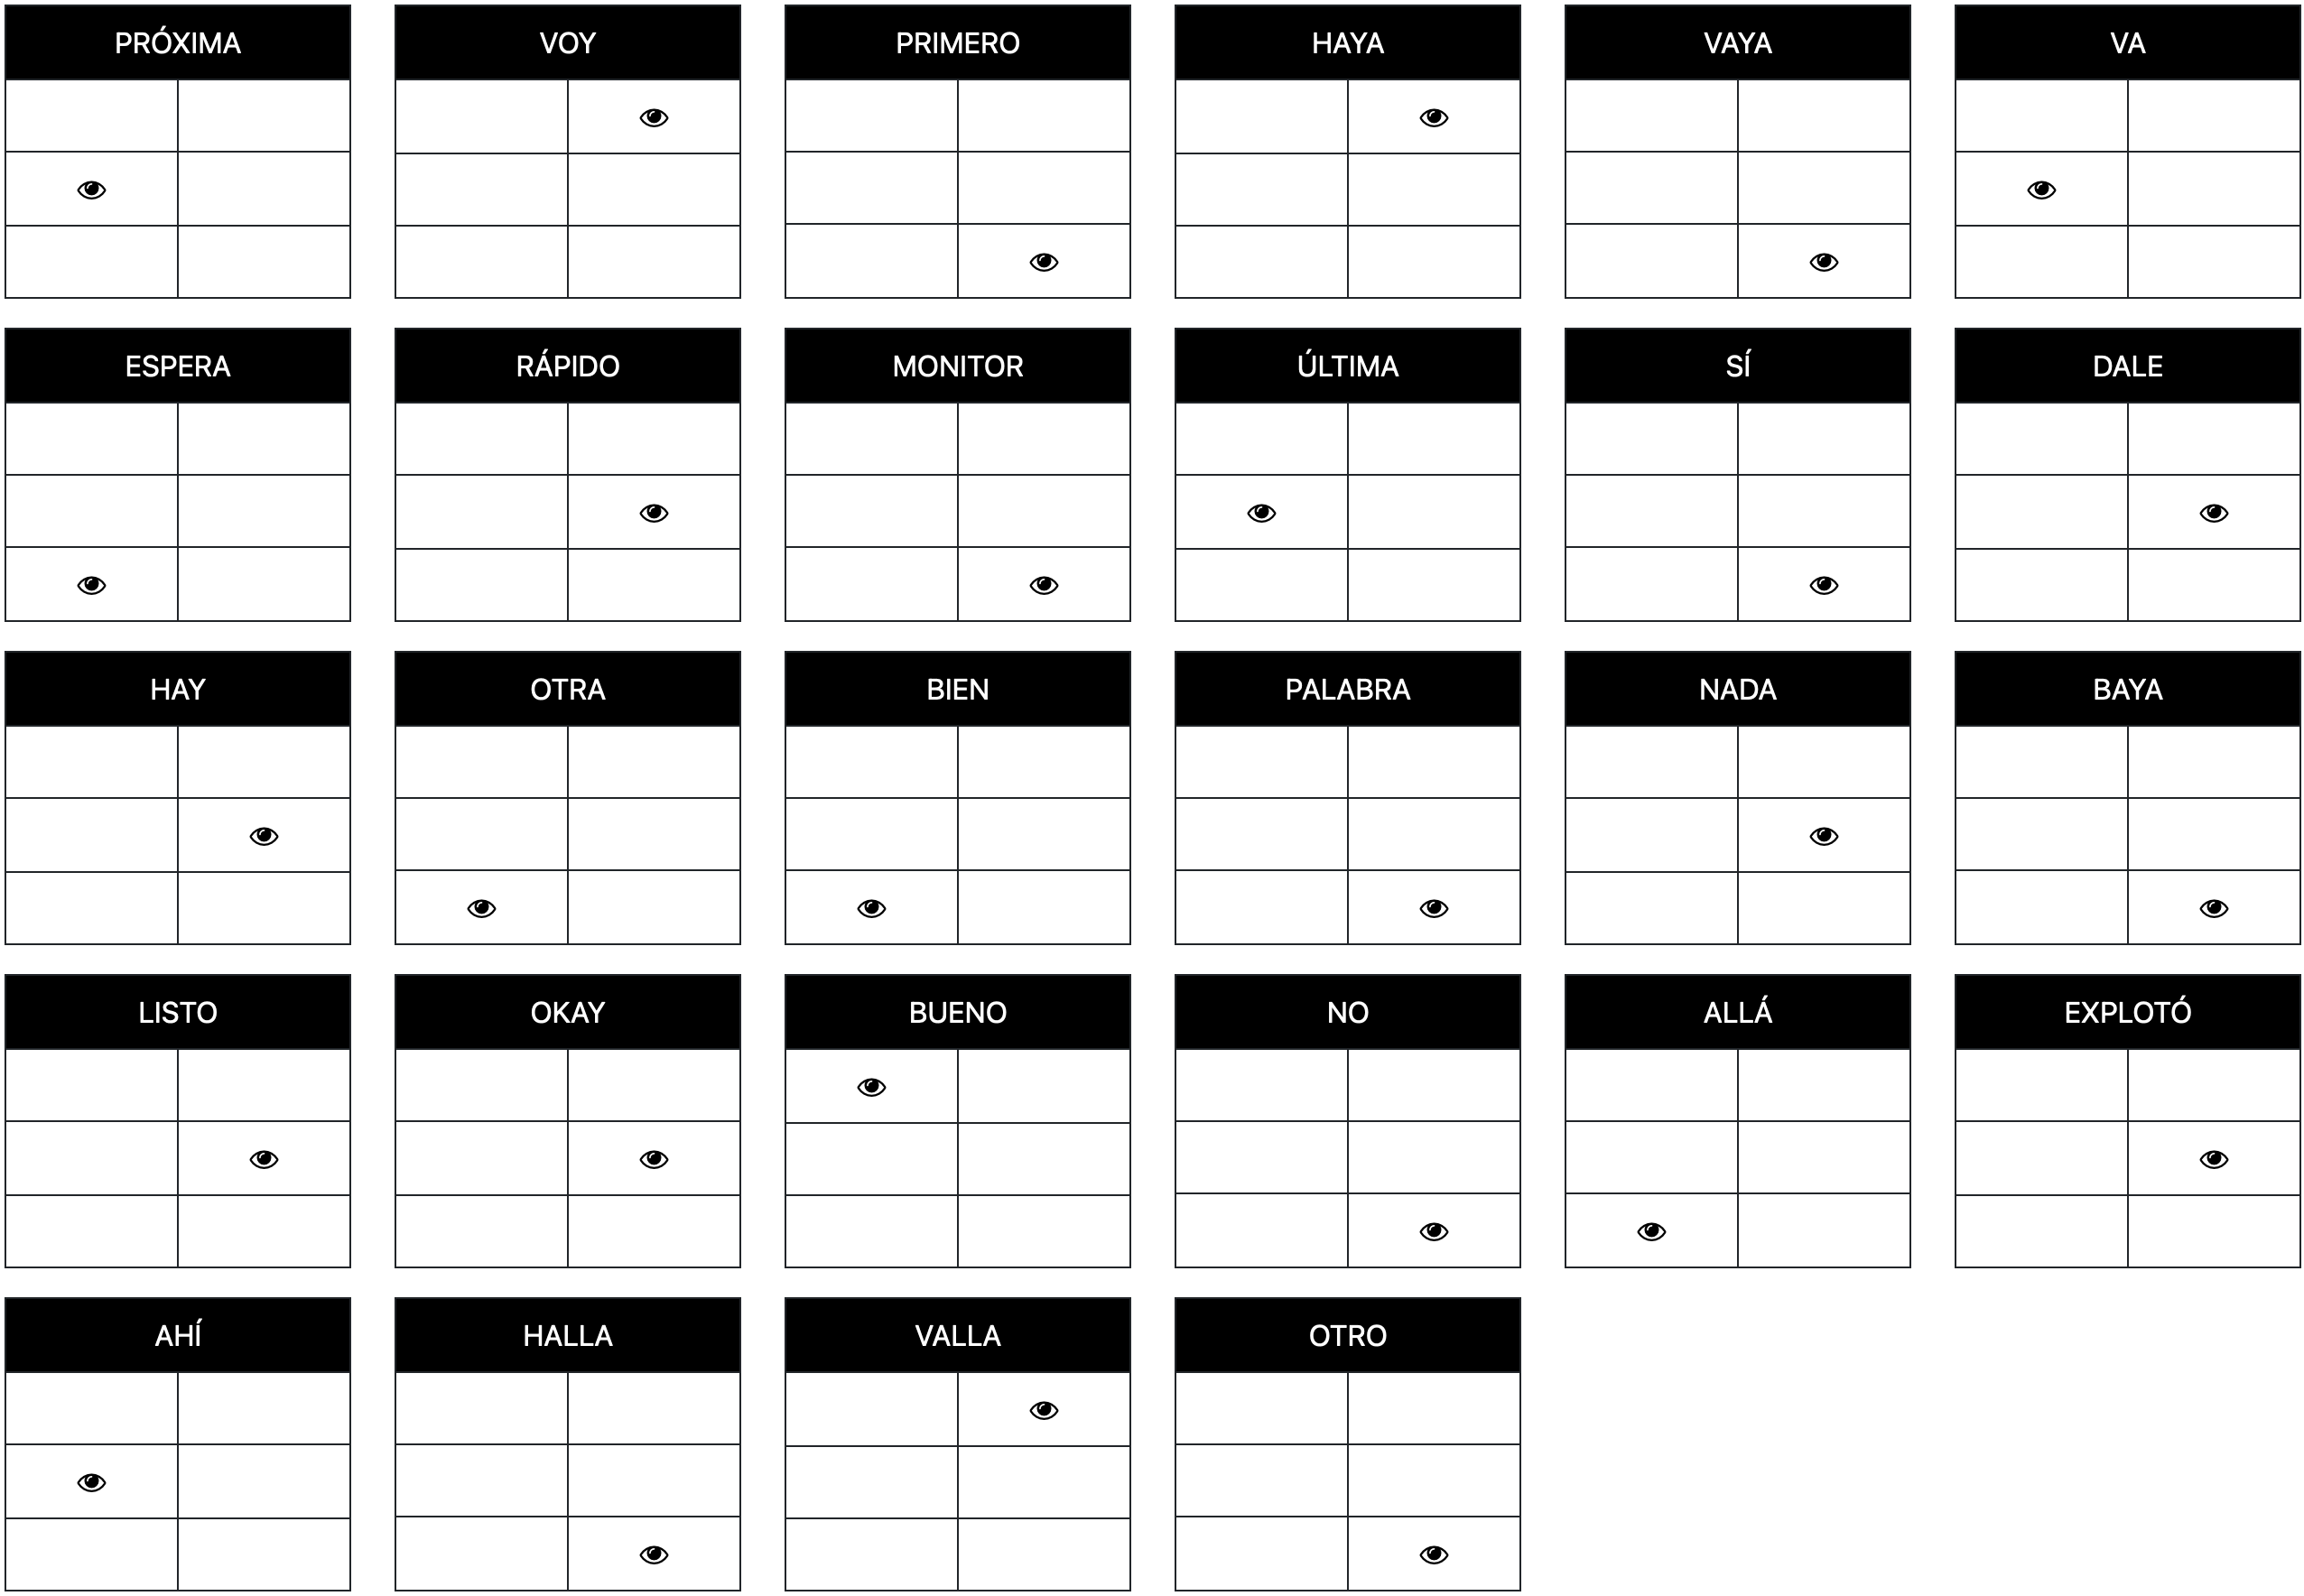 PRÓXIMA VOY PRIMERO HAYA VAYA VA
ESPERA RÁPIDO MONITOR ÚLTIMA SÍ DALE
HAY OTRA BIEN PALABRA NADA BAYA
LISTO OKAY BUENO NO ALLÁ EXPLOTÓ
AHÍ HALLA VALLA OTRO